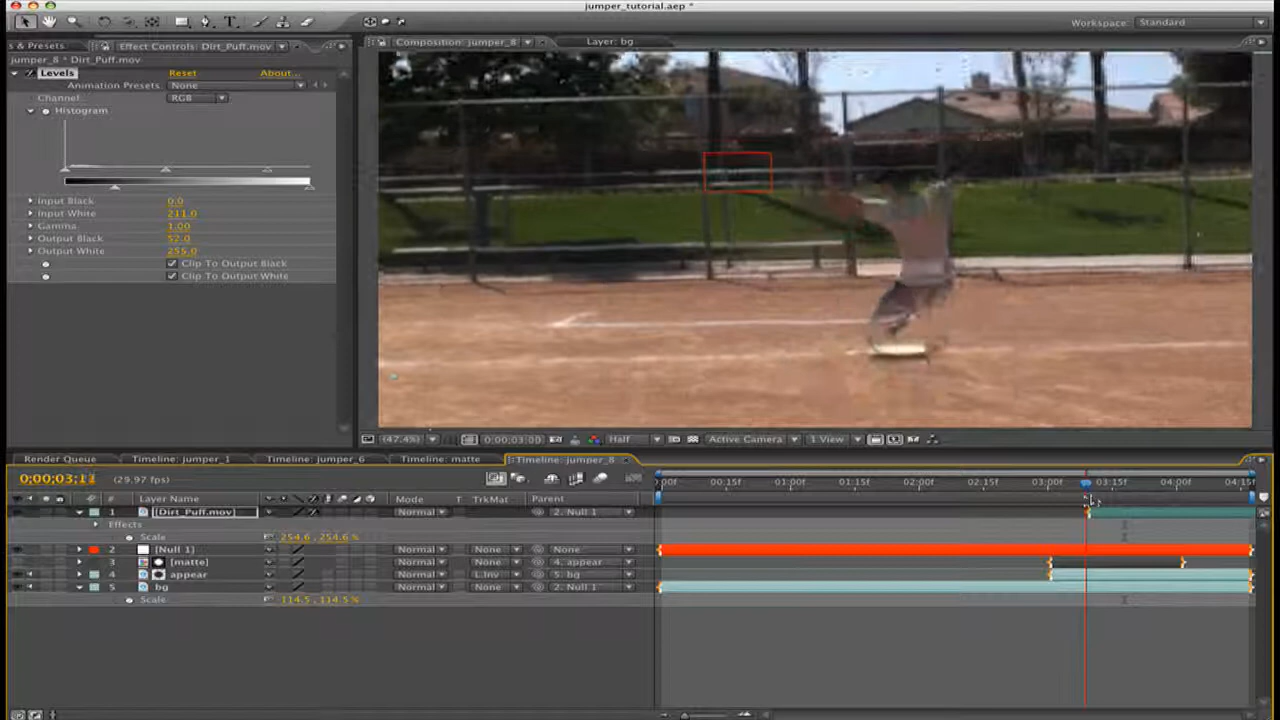 jumper_tutorial.aep *
Workspace: Standard
s & Presets Effect Controls: Dirt_Puff.mov
Composition: jumper_8 Layer: bg
jumper_8 * Dirt_Puff.mov
Levels Reset About...
Animation Presets: None
Channel: RGB
Histogram
Input Black 0.0
Input White 211.0
Gamma 1.00
Output Black 52.0
Output White 255.0
Clip To Output Black
Clip To Output White
(47.4%) 0;00;03;00 Half Active Camera 1 View
Render Queue Timeline: jumper_1 Timeline: jumper_6 Timeline: matte Timeline: jumper_8
(29.97 fps)
:00f 00:15f 01:00f 01:15f 02:00f 02:15f 03:00f 03:15f 04:00f 04:15f
# Layer Name Mode T TrkMat Parent
1 [Dirt_Puff.mov] Normal 2. Null 1
Effects
Scale 254.6, 254.6%
2 [Null 1] Normal None None
3 [matte] Normal None 4. appear
4 appear Normal L.Inv 5. bg
5 bg Normal None 2. Null 1
Scale 114.5, 114.5%